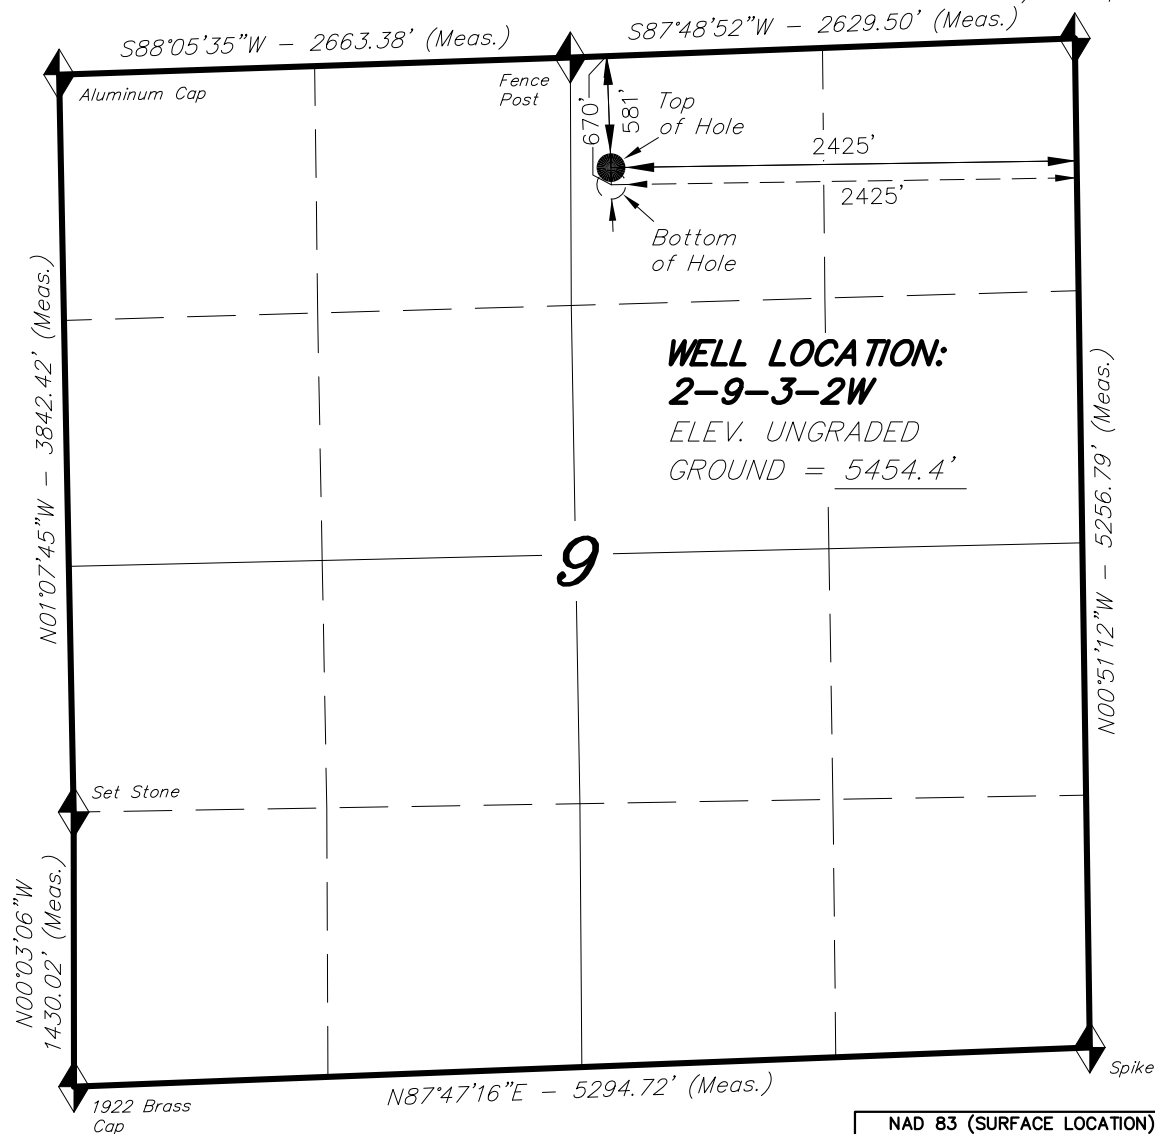 S88°05'35"W - 2663.38' (Meas.)
S87°48'52"W - 2629.50' (Meas.)
Aluminum Cap
Fence
Post
670'
581'
Top
of Hole
2425'
2425'
Bottom
of Hole
N01°07'45"W - 3842.42' (Meas.)
WELL LOCATION:
2-9-3-2W
ELEV. UNGRADED
GROUND = 5454.4'
N00°51'12"W - 5256.79' (Meas.)
9
Set Stone
N00°03'06"W
1430.02' (Meas.)
N87°47'16"E - 5294.72' (Meas.)
Spike
1922 Brass
Cap
NAD 83 (SURFACE LOCATION)